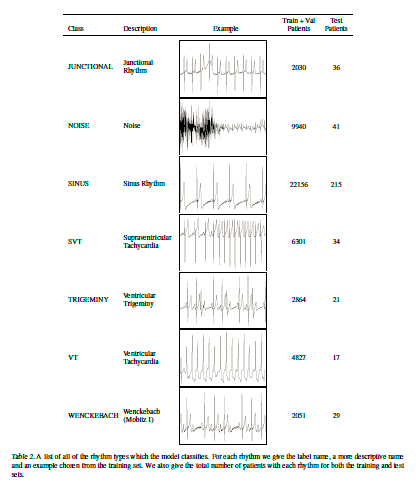 Class Description Example Train + Val Patients Test Patients
JUNCTIONAL Junctional Rhythm 2030 36
NOISE Noise 9940 41
SINUS Sinus Rhythm 22156 215
SVT Supraventricular Tachycardia 6301 34
TRIGEMINY Ventricular Trigeminy 2864 21
VT Ventricular Tachycardia 4827 17
WENCKEBACH Wenckebach (Mobitz I) 2051 29
Table 2. A list of all of the rhythm types which the model classifies. For each rhythm we give the label name, a more descriptive name
and an example chosen from the training set. We also give the total number of patients with each rhythm for both the training and test
sets.